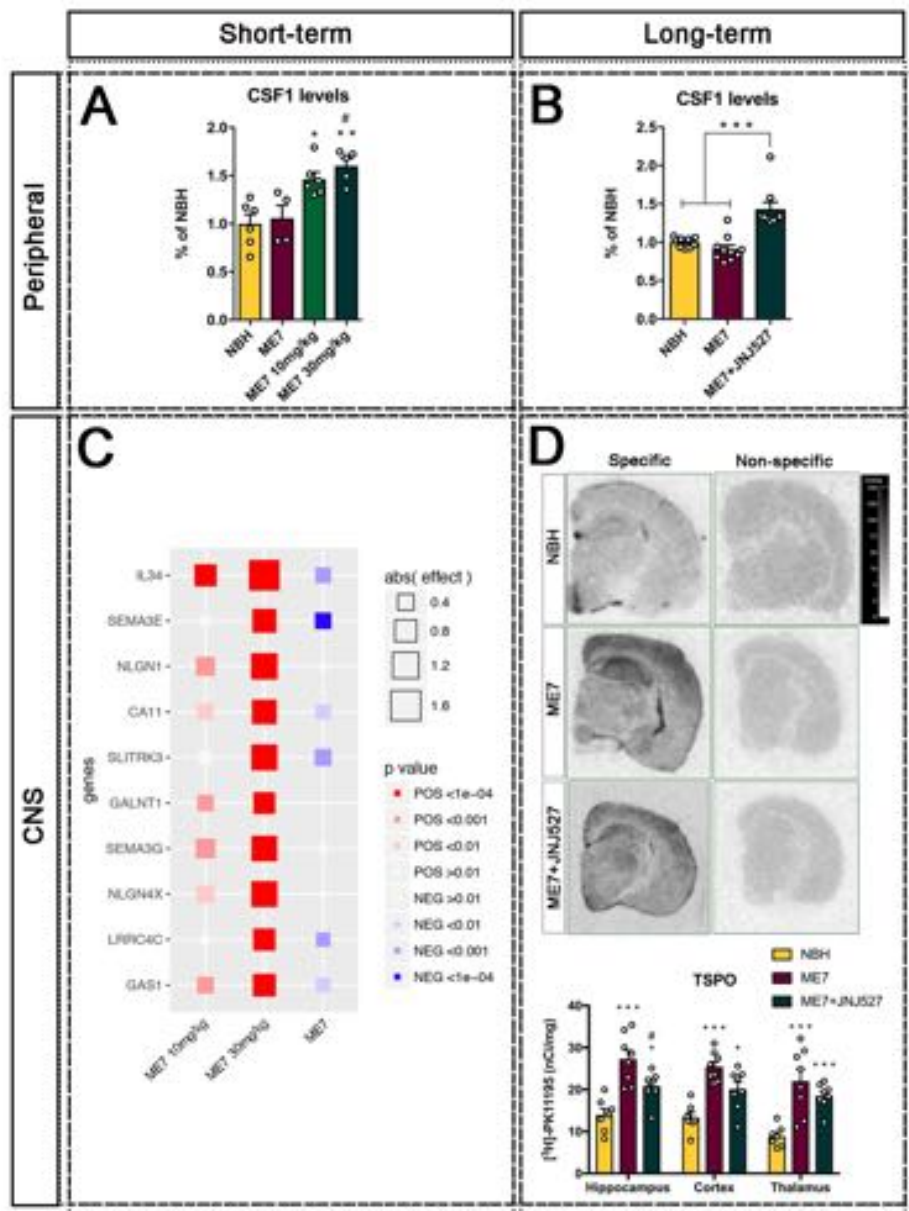 Short-term
Long-term
Peripheral
A
CSF1 levels
% of NBH
2.0
1.5
1.0
0.5
0.0
+
#
* *
NBH
ME7
ME7 10mg/kg
ME7 30mg/kg
B
CSF1 levels
% of NBH
2.5
2.0
1.5
1.0
0.5
0.0
* * *
NBH
ME7
ME7+JNJ527
CNS
C
genes
IL34
SEMA3E
NLGN1
CA11
SLITRK3
GALNT1
SEMA3G
NLGN4X
LRRC4C
GAS1
ME7 10mg/kg
ME7 30mg/kg
ME7
abs( effect )
0.4
0.8
1.2
1.6
p value
POS <1e-04
POS <0.001
POS <0.01
POS >0.01
NEG >0.01
NEG <0.01
NEG <0.001
NEG <1e-04
D
Specific
Non-specific
NBH
ME7
ME7+JNJ527
NBH
ME7
ME7+JNJ527
TSPO
[³H]-PK11195 (nCi/mg)
40
30
20
10
0
* * *
#
+
* * *
+
* * *
* * *
Hippocampus
Cortex
Thalamus